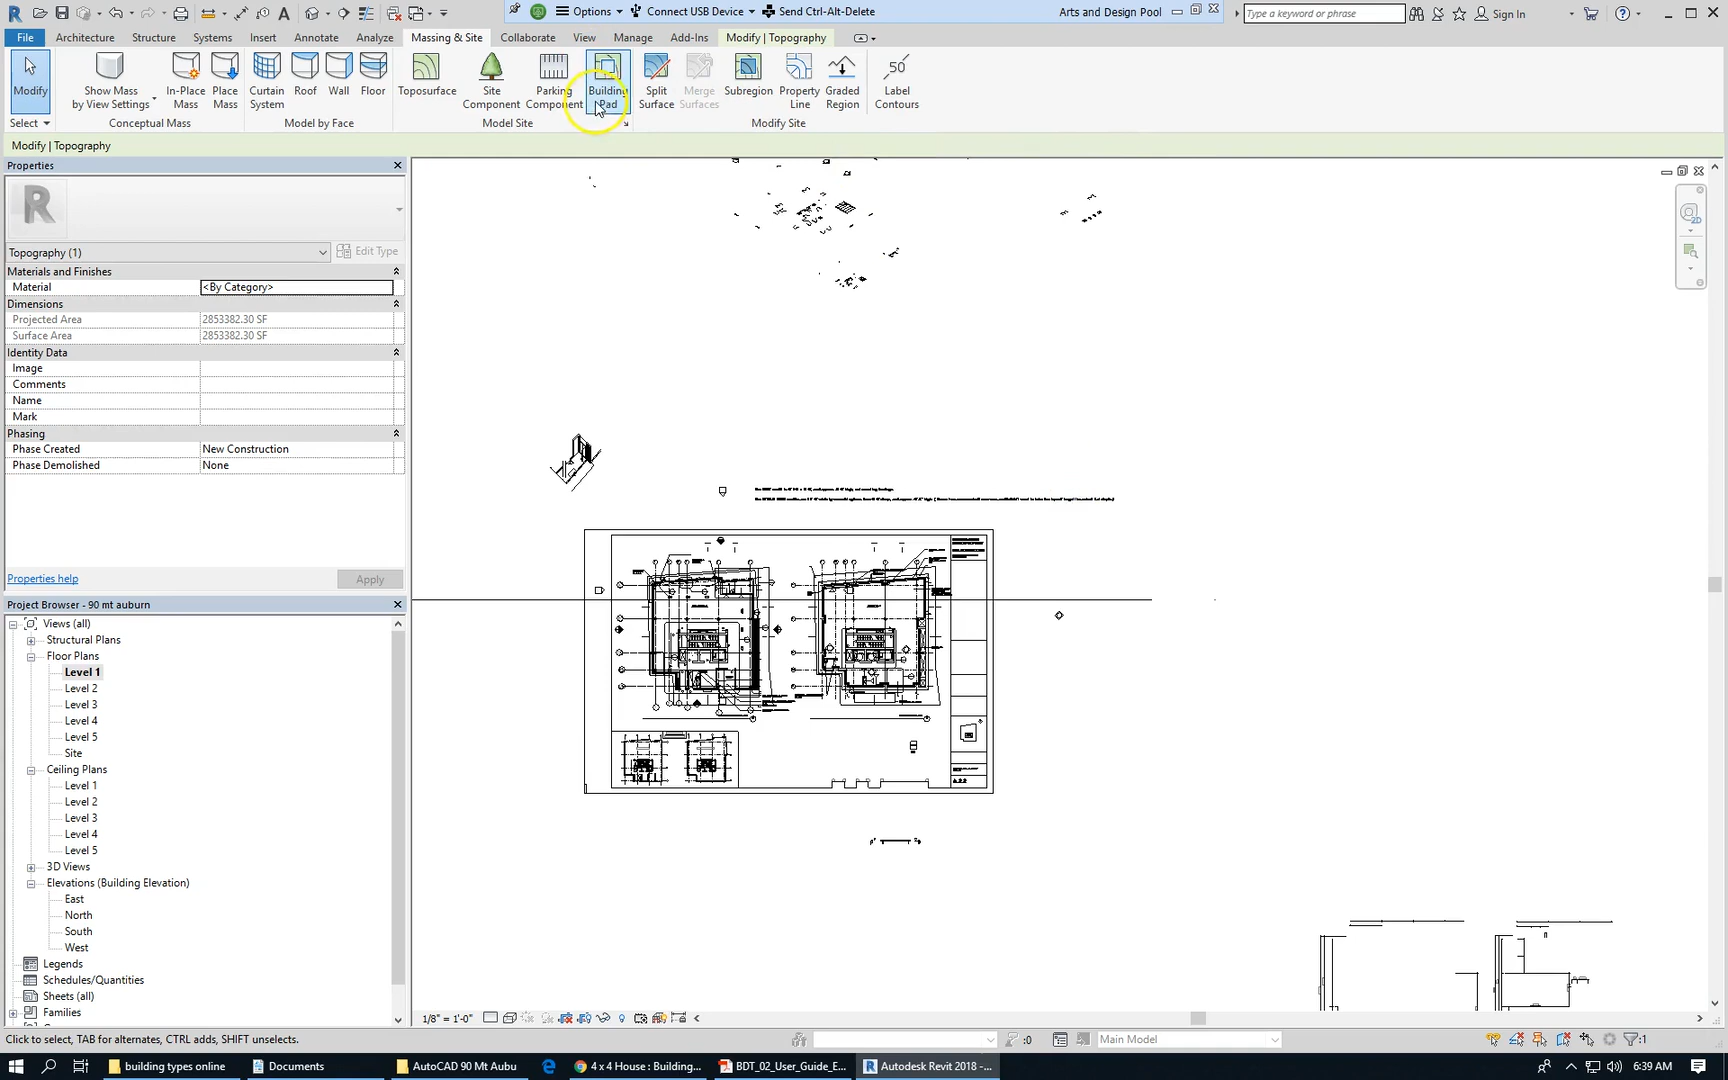 Options
Connect USB Device
Send Ctrl-Alt-Delete
Arts and Design Pool
Type a keyword or phrase
Sign In
File
Architecture
Structure
Systems
Insert
Annotate
Analyze
Massing & Site
Collaborate
View
Manage
Add-Ins
Modify | Topography
Modify
Show Mass
by View Settings
In-Place
Mass
Place
Mass
Curtain
System
Roof
Wall
Floor
Toposurface
Site
Component
Parking
Component
Building
Pad
Split
Surface
Merge
Surfaces
Subregion
Property
Line
Graded
Region
50
Label
Contours
Select
Conceptual Mass
Model by Face
Model Site
Modify Site
Modify | Topography
Properties
Topography (1)
Edit Type
Materials and Finishes
Material <By Category>
Dimensions
Projected Area 2853382.30 SF
Surface Area 2853382.30 SF
Identity Data
Image
Comments
Name
Mark
Phasing
Phase Created New Construction
Phase Demolished None
Properties help
Apply
Project Browser - 90 mt auburn
Views (all)
Structural Plans
Floor Plans
Level 1
Level 2
Level 3
Level 4
Level 5
Site
Ceiling Plans
Level 1
Level 2
Level 3
Level 4
Level 5
3D Views
Elevations (Building Elevation)
East
North
South
West
Legends
Schedules/Quantities
Sheets (all)
Families
1/8" = 1'-0"
Click to select, TAB for alternates, CTRL adds, SHIFT unselects.
:0
Main Model
:1
building types online
Documents
AutoCAD 90 Mt Aubu
4 x 4 House : Building...
BDT_02_User_Guide_E...
Autodesk Revit 2018 -...
6:39 AM